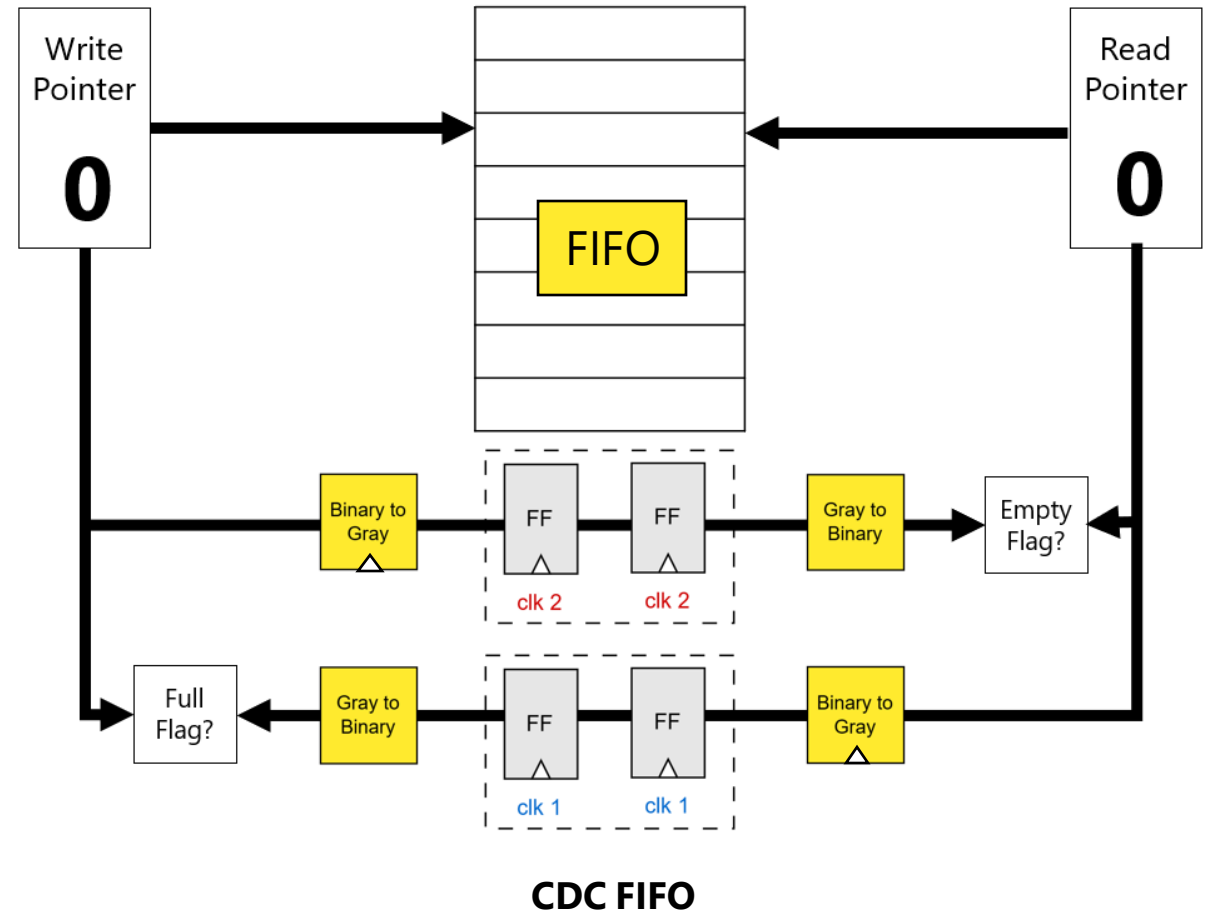 Write
Pointer
0
Read
Pointer
0
FIFO
Binary to
Gray
FF
FF
Gray to
Binary
Empty
Flag?
clk 2
clk 2
Full
Flag?
Gray to
Binary
FF
FF
Binary to
Gray
clk 1
clk 1
CDC FIFO